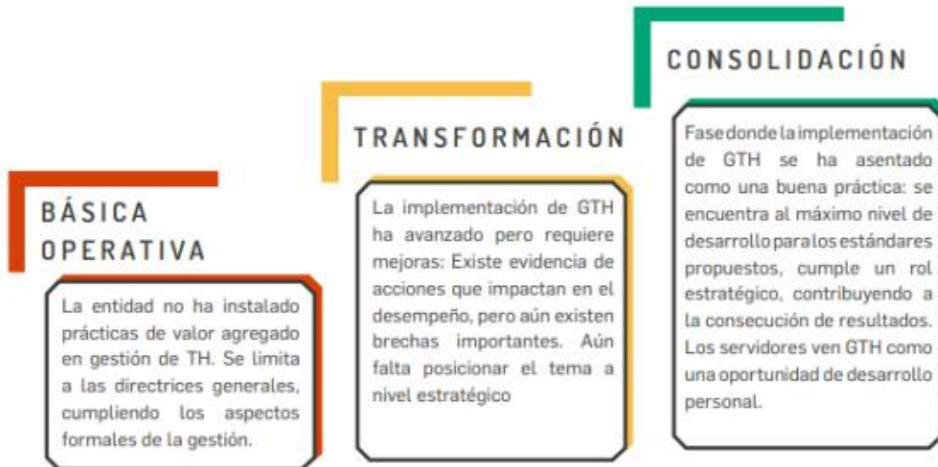 BÁSICA
OPERATIVA
La entidad no ha instalado
prácticas de valor agregado
en gestión de TH. Se limita
a las directrices generales,
cumpliendo los aspectos
formales de la gestión.
TRANSFORMACIÓN
La implementación de GTH
ha avanzado pero requiere
mejoras: Existe evidencia de
acciones que impactan en el
desempeño, pero aún existen
brechas importantes. Aún
falta posicionar el tema a
nivel estratégico
CONSOLIDACIÓN
Fase donde la implementación
de GTH se ha asentado
como una buena práctica: se
encuentra al máximo nivel de
desarrollo para los estándares
propuestos, cumple un rol
estratégico, contribuyendo a
la consecución de resultados.
Los servidores ven GTH como
una oportunidad de desarrollo
personal.